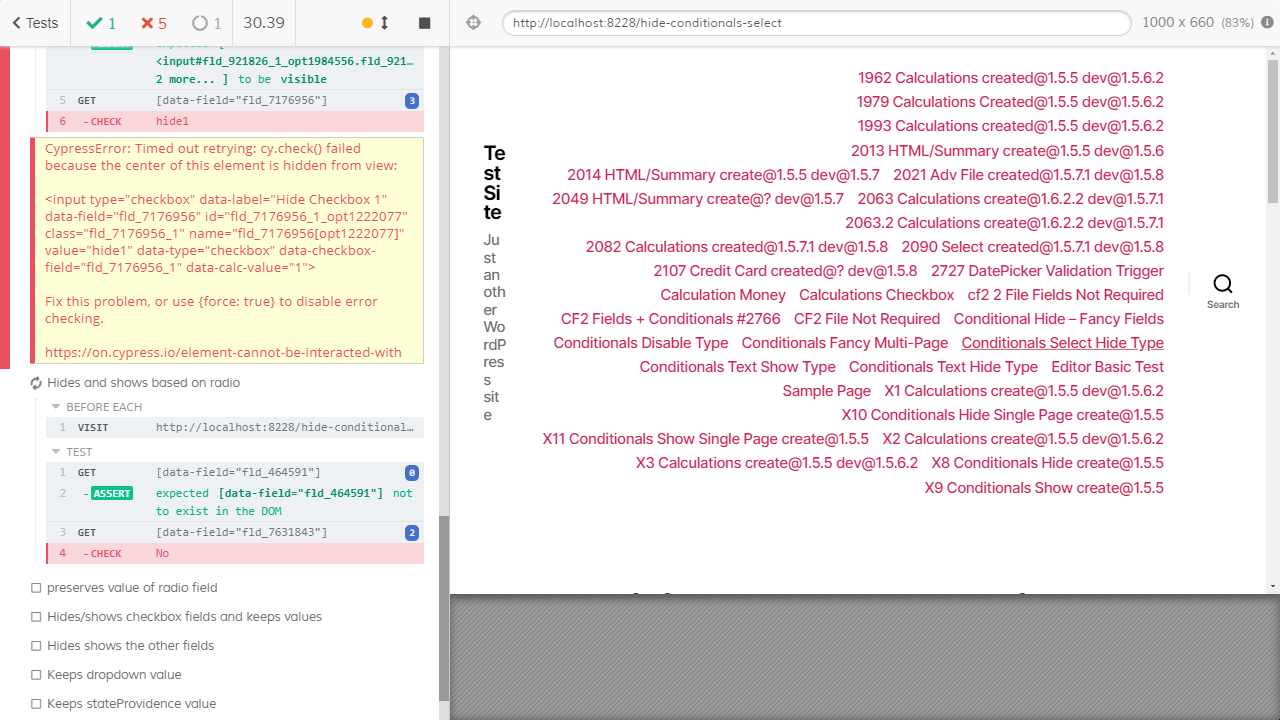 Tests
1
5
1
30.39
http://localhost:8228/hide-conditionals-select
1000 x 660 (83%)
<input#fld_921826_1_opt1984556.fld_921…
2 more... ] to be visible
5 GET [data-field="fld_7176956"] 3
6 -CHECK hide1
CypressError: Timed out retrying: cy.check() failed
because the center of this element is hidden from view:
<input type="checkbox" data-label="Hide Checkbox 1"
data-field="fld_7176956" id="fld_7176956_1_opt1222077"
class="fld_7176956_1" name="fld_7176956[opt1222077]"
value="hide1" data-type="checkbox" data-checkbox-
field="fld_7176956_1" data-calc-value="1">
Fix this problem, or use {force: true} to disable error
checking.
https://on.cypress.io/element-cannot-be-interacted-with
Hides and shows based on radio
BEFORE EACH
1 VISIT http://localhost:8228/hide-conditional…
TEST
1 GET [data-field="fld_464591"] 0
2 -ASSERT expected [data-field="fld_464591"] not
to exist in the DOM
3 GET [data-field="fld_7631843"] 2
4 -CHECK No
preserves value of radio field
Hides/shows checkbox fields and keeps values
Hides shows the other fields
Keeps dropdown value
Keeps stateProvidence value
Te
st
Si
te
Ju
st
an
oth
er
Wo
rdP
res
s
sit
e
1962 Calculations created@1.5.5 dev@1.5.6.2
1979 Calculations Created@1.5.5 dev@1.5.6.2
1993 Calculations created@1.5.5 dev@1.5.6.2
2013 HTML/Summary create@1.5.5 dev@1.5.6
2014 HTML/Summary create@1.5.5 dev@1.5.7 2021 Adv File created@1.5.7.1 dev@1.5.8
2049 HTML/Summary create@? dev@1.5.7 2063 Calculations create@1.6.2.2 dev@1.5.7.1
2063.2 Calculations create@1.6.2.2 dev@1.5.7.1
2082 Calculations created@1.5.7.1 dev@1.5.8 2090 Select created@1.5.7.1 dev@1.5.8
2107 Credit Card created@? dev@1.5.8 2727 DatePicker Validation Trigger
Calculation Money Calculations Checkbox cf2 2 File Fields Not Required
CF2 Fields + Conditionals #2766 CF2 File Not Required Conditional Hide – Fancy Fields
Conditionals Disable Type Conditionals Fancy Multi-Page Conditionals Select Hide Type
Conditionals Text Show Type Conditionals Text Hide Type Editor Basic Test
Sample Page X1 Calculations create@1.5.5 dev@1.5.6.2
X10 Conditionals Hide Single Page create@1.5.5
X11 Conditionals Show Single Page create@1.5.5 X2 Calculations create@1.5.5 dev@1.5.6.2
X3 Calculations create@1.5.5 dev@1.5.6.2 X8 Conditionals Hide create@1.5.5
X9 Conditionals Show create@1.5.5
Search